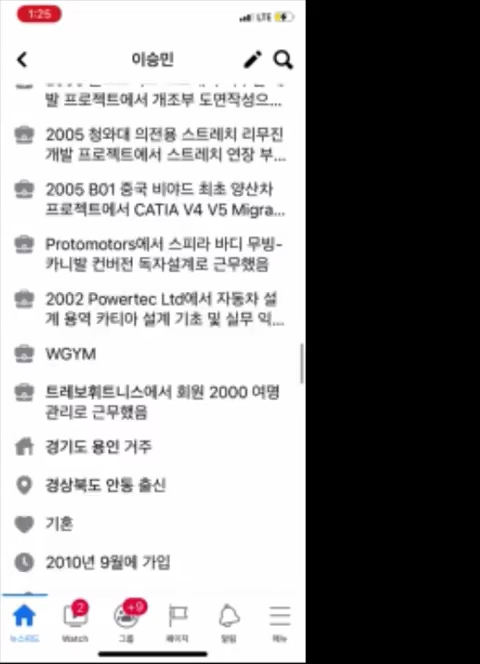 1:25
LTE
이승민
발 프로젝트에서 개조부 도면작성으...
2005 청와대 의전용 스트레치 리무진
개발 프로젝트에서 스트레치 연장 부...
2005 B01 중국 비야드 최초 양산차
프로젝트에서 CATIA V4 V5 Migra...
Protomotors에서 스피라 바디 무빙-
카니발 컨버전 독자설계로 근무했음
2002 Powertec Ltd에서 자동차 설
계 용역 카티아 설계 기초 및 실무 익...
WGYM
트레보휘트니스에서 회원 2000 여명
관리로 근무했음
경기도 용인 거주
경상북도 안동 출신
기혼
2010년 9월에 가입
2
+9
뉴스피드 Watch 그룹 페이지 알림 메뉴